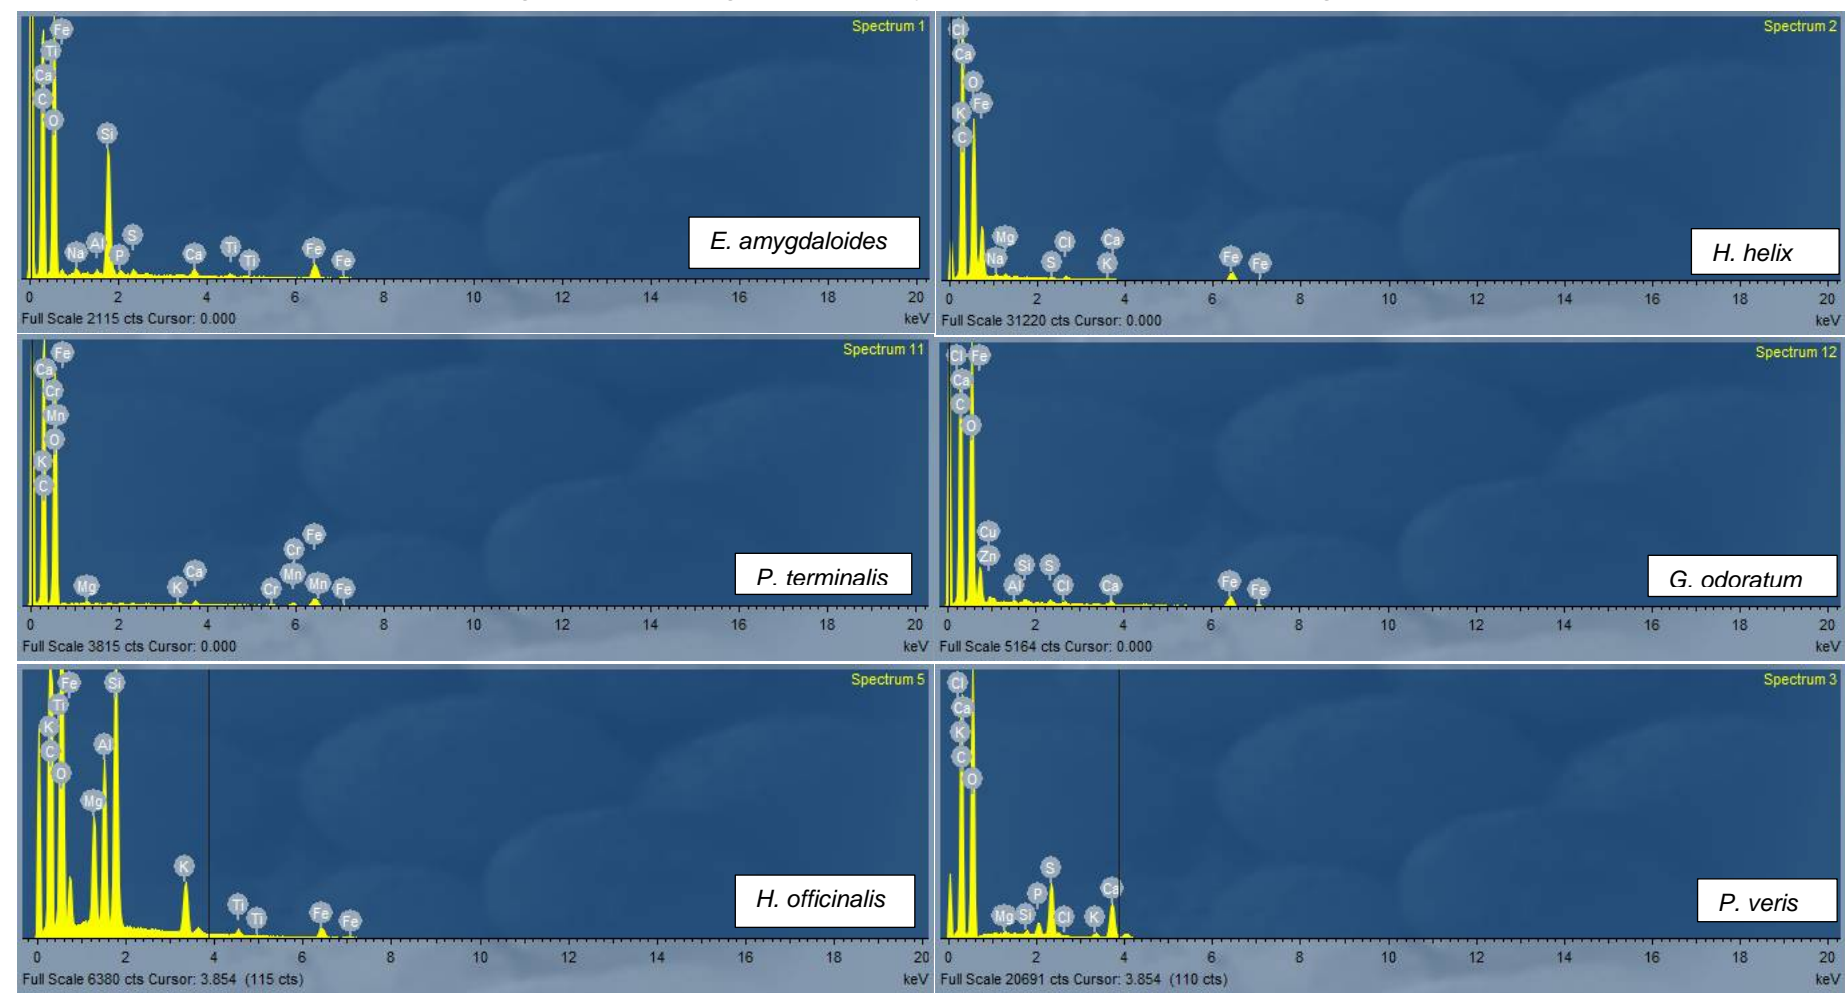 Spectrum 1
Fe
Ti
Ca
C
O
Si
Na
Al
P
S
Ca
Ti
Ti
Fe
Fe
E. amygdaloides
0 2 4 6 8 10 12 14 16 18 20
Full Scale 2115 cts Cursor: 0.000 keV
Spectrum 2
Cl
Ca
O
Fe
K
C
Mg
Na
S
Cl
Ca
K
Fe
Fe
H. helix
0 2 4 6 8 10 12 14 16 18 20
Full Scale 31220 cts Cursor: 0.000 keV
Spectrum 11
Fe
Ca
Cr
Mn
O
K
C
Mg
K
Ca
Cr
Cr
Mn
Fe
Mn
Fe
P. terminalis
0 2 4 6 8 10 12 14 16 18 20
Full Scale 3815 cts Cursor: 0.000 keV
Spectrum 12
Cl Fe
Ca
C
O
Cu
Zn
Al
Si
S
Cl
Ca
Fe
Fe
G. odoratum
0 2 4 6 8 10 12 14 16 18 20
Full Scale 5164 cts Cursor: 0.000 keV
Spectrum 5
Fe
Si
Ti
K
C
O
Al
Mg
K
Ti
Ti
Fe
Fe
H. officinalis
0 2 4 6 8 10 12 14 16 18 20
Full Scale 6380 cts Cursor: 3.854 (115 cts) keV
Spectrum 3
Cl
Ca
K
C
O
Mg
Si
P
S
Cl
K
Ca
P. veris
0 2 4 6 8 10 12 14 16 18 20
Full Scale 20691 cts Cursor: 3.854 (110 cts) keV